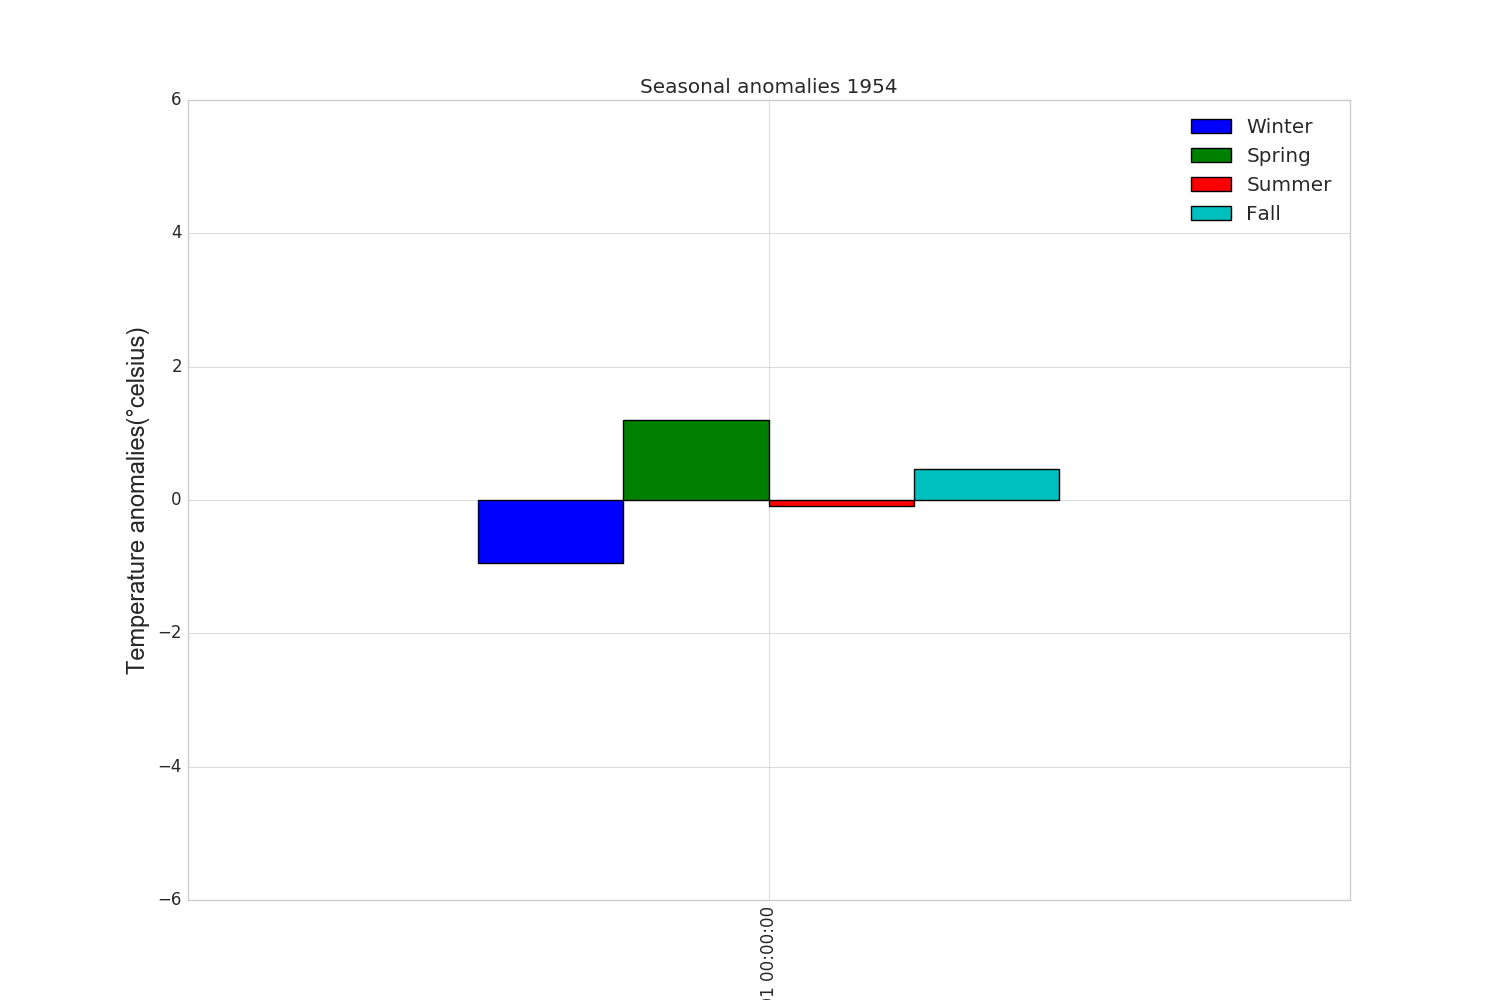 Seasonal anomalies 1954
6
4
2
0
−2
−4
−6
Temperature anomalies(°celsius)
Winter
Spring
Summer
Fall
00:00:00